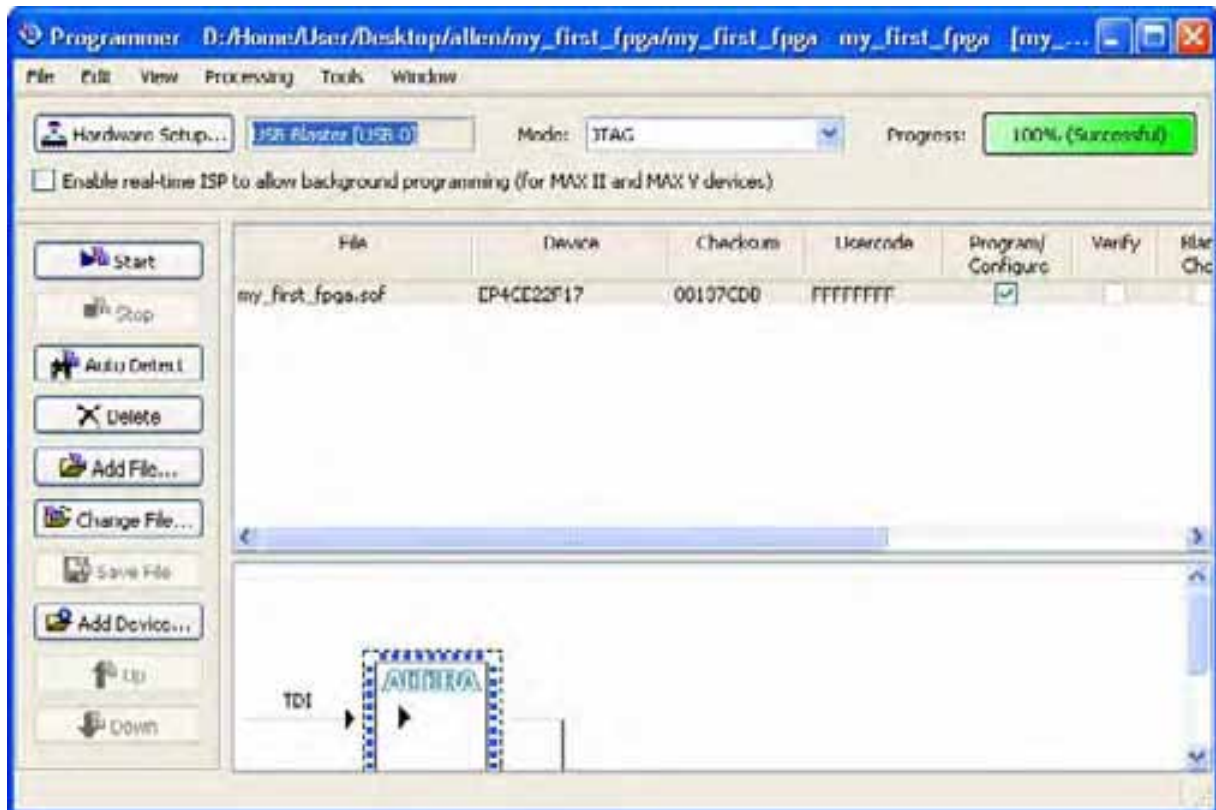 Programmer D:/Home/User/Desktop/allen/my_first_fpga/my_first_fpga my_first_fpga [my_...
File Edit View Processing Tools Window
Hardware Setup... USB-Blaster [USB-0] Mode: JTAG Progress: 100% (Successful)
Enable real-time ISP to allow background programming (for MAX II and MAX V devices)
Start
Stop
Auto Detect
Delete
Add File...
Change File...
Save File
Add Device...
Up
Down
File Device Checksum Usercode Program/ Verify
Configure
my_first_fpga.sof EP4CE22F17 FFFFFFFF
TDI
ALTERA